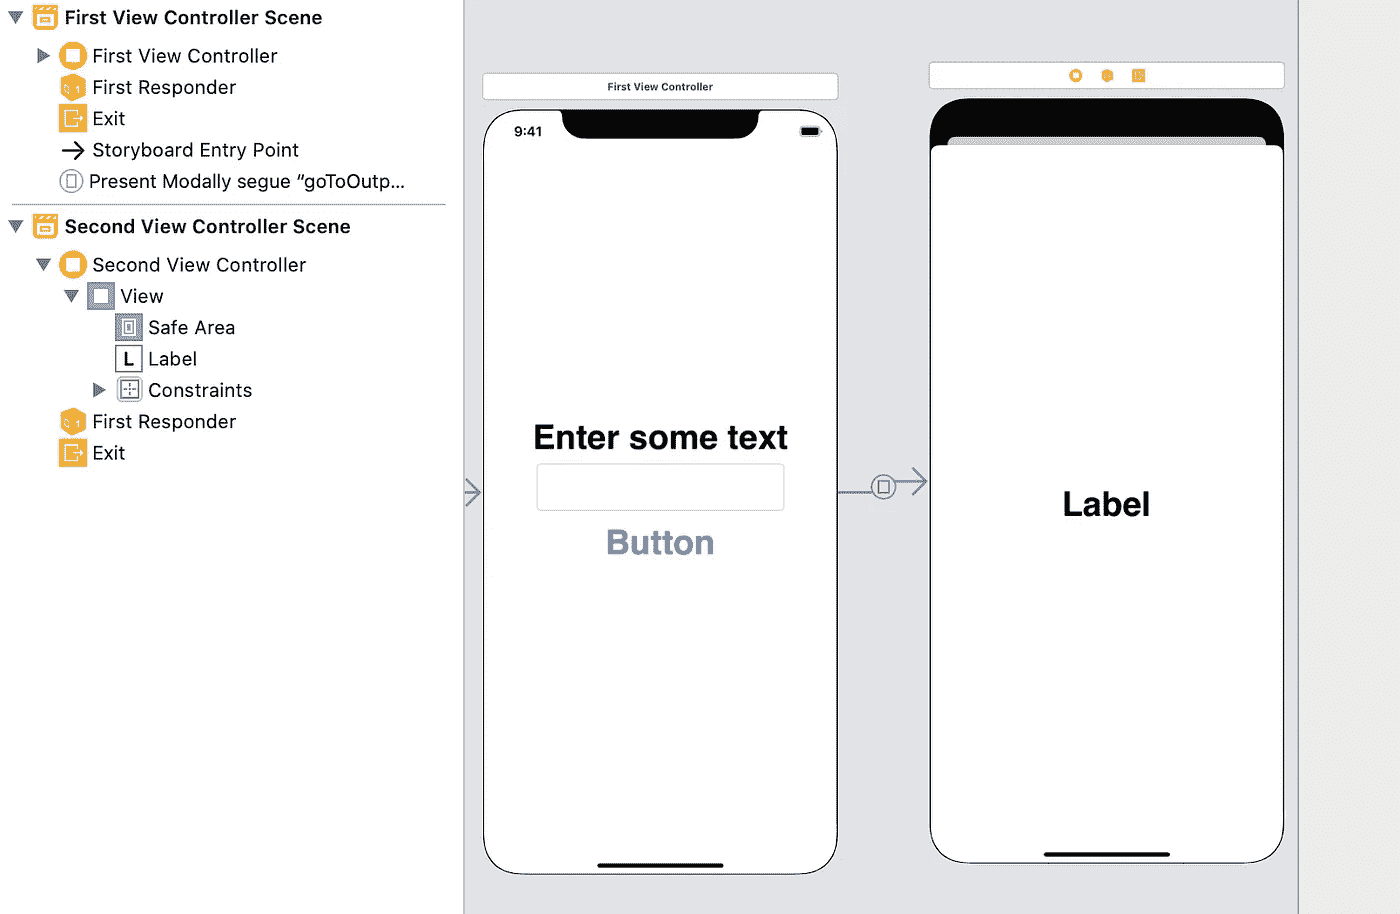 First View Controller Scene
First View Controller
First Responder
Exit
Storyboard Entry Point
Present Modally segue “goToOutp...
Second View Controller Scene
Second View Controller
View
Safe Area
L Label
Constraints
First Responder
Exit
First View Controller
9:41
Enter some text
Button
Label